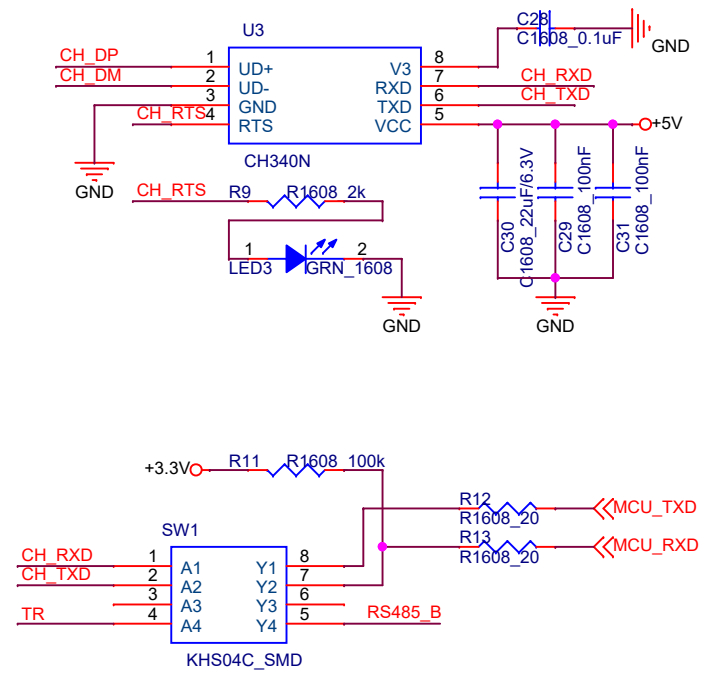 U3
C28
C1608_0.1uF
GND
CH_DP
1
UD+
V3
8
CH_DM
2
UD-
RXD
7
CH_RXD
3
GND
TXD
6
CH_TXD
CH_RTS
4
RTS
VCC
5
+5V
CH340N
GND
CH_RTS
R9
R1608
2k
1
2
LED3
GRN_1608
GND
C30
C1608_22uF/6.3V
C29
C1608_100nF
C31
C1608_100nF
GND
+3.3V
R11
R1608
100k
R12
R1608_20
MCU_TXD
R13
R1608_20
MCU_RXD
SW1
CH_RXD
1
A1
Y1
8
CH_TXD
2
A2
Y2
7
3
A3
Y3
6
TR
4
A4
Y4
5
RS485_B
KHS04C_SMD